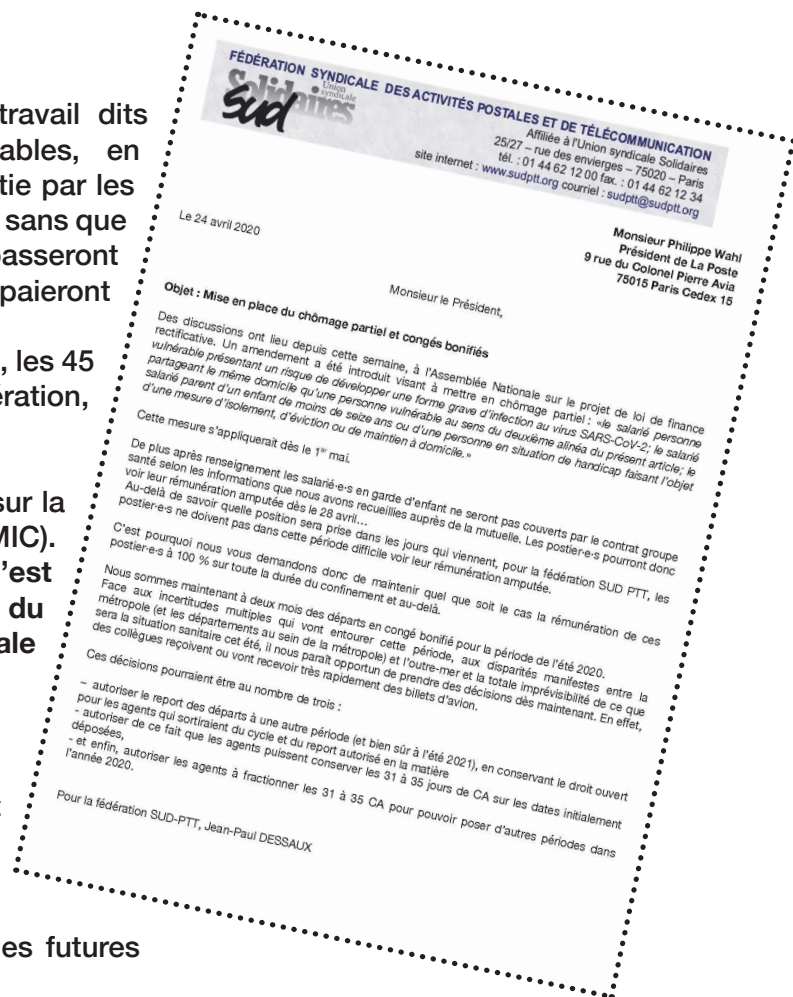 travail dits
ables, en
tie par les
sans que
passeront
paieront
, les 45
ération,
sur la
MIC).
'est
du
ale
es futures
FÉDÉRATION SYNDICALE DES ACTIVITÉS POSTALES ET DE TÉLÉCOMMUNICATION
Solidaires
Union
syndicale
Sud
Affiliée à l'Union syndicale Solidaires
25/27 – rue des envierges – 75020 – Paris
tél. : 01 44 62 12 00 fax. : 01 44 62 12 34
site internet : www.sudptt.org courriel : sudptt@sudptt.org
Le 24 avril 2020
Monsieur Philippe Wahl
Président de La Poste
9 rue du Colonel Pierre Avia
75015 Paris Cedex 15
Monsieur le Président,
Objet : Mise en place du chômage partiel et congés bonifiés
Des discussions ont lieu depuis cette semaine, à l'Assemblée Nationale sur le projet de loi de finance
rectificative. Un amendement a été introduit visant à mettre en chômage partiel : «le salarié personne
vulnérable présentant un risque de développer une forme grave d'infection au virus SARS-CoV-2; le salarié
partageant le même domicile qu'une personne vulnérable au sens du deuxième alinéa du présent article; le
salarié parent d'un enfant de moins de seize ans ou d'une personne en situation de handicap faisant l'objet
d'une mesure d'isolement, d'éviction ou de maintien à domicile.»
Cette mesure s'appliquerait dès le 1er mai.
De plus après renseignement les salarié·e·s en garde d'enfant ne seront pas couverts par le contrat groupe
santé selon les informations que nous avons recueillies auprès de la mutuelle. Les postier·e·s pourront donc
voir leur rémunération amputée dès le 28 avril…
Au-delà de savoir quelle position sera prise dans les jours qui viennent, pour la fédération SUD PTT, les
postier·e·s ne doivent pas dans cette période difficile voir leur rémunération amputée.
C'est pourquoi nous vous demandons donc de maintenir quel que soit le cas la rémunération de ces
postier·e·s à 100 % sur toute la durée du confinement et au-delà.
Nous sommes maintenant à deux mois des départs en congé bonifié pour la période de l'été 2020.
Face aux incertitudes multiples qui vont entourer cette période, aux disparités manifestes entre la
métropole (et les départements au sein de la métropole) et l'outre-mer et la totale imprévisibilité de ce que
sera la situation sanitaire cet été, il nous paraît opportun de prendre des décisions dès maintenant. En effet,
des collègues reçoivent ou vont recevoir très rapidement des billets d'avion.
Ces décisions pourraient être au nombre de trois :
– autoriser le report des départs à une autre période (et bien sûr à l'été 2021), en conservant le droit ouvert
pour les agents qui sortiraient du cycle et du report autorisé en la matière
- autoriser de ce fait que les agents puissent conserver les 31 à 35 jours de CA sur les dates initialement
déposées,
- et enfin, autoriser les agents à fractionner les 31 à 35 CA pour pouvoir poser d'autres périodes dans
l'année 2020.
Pour la fédération SUD-PTT, Jean-Paul DESSAUX